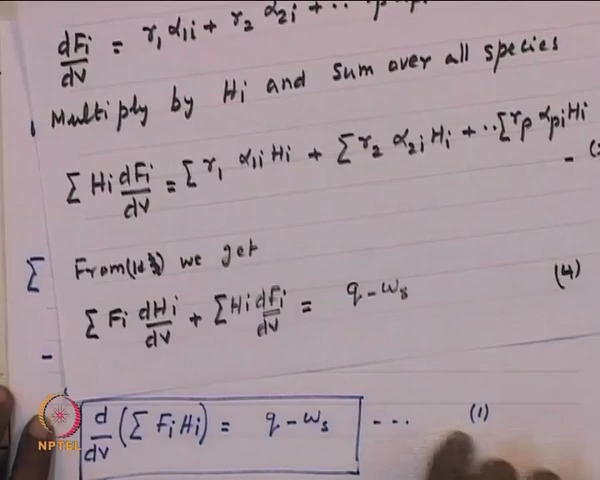 dFi/dV = r1 α1i + r2 α2i + ..
Multiply by Hi and sum over all species
Σ Hi dFi/dV = Σ r1 α1i Hi + Σ r2 α2i Hi + .. Σ rp αpi Hi
Σ From we get
Σ Fi dHi/dV + Σ Hi dFi/dV = q - ws (4)
d/dV (Σ Fi Hi) = q - ws --- (1)
NPTEL